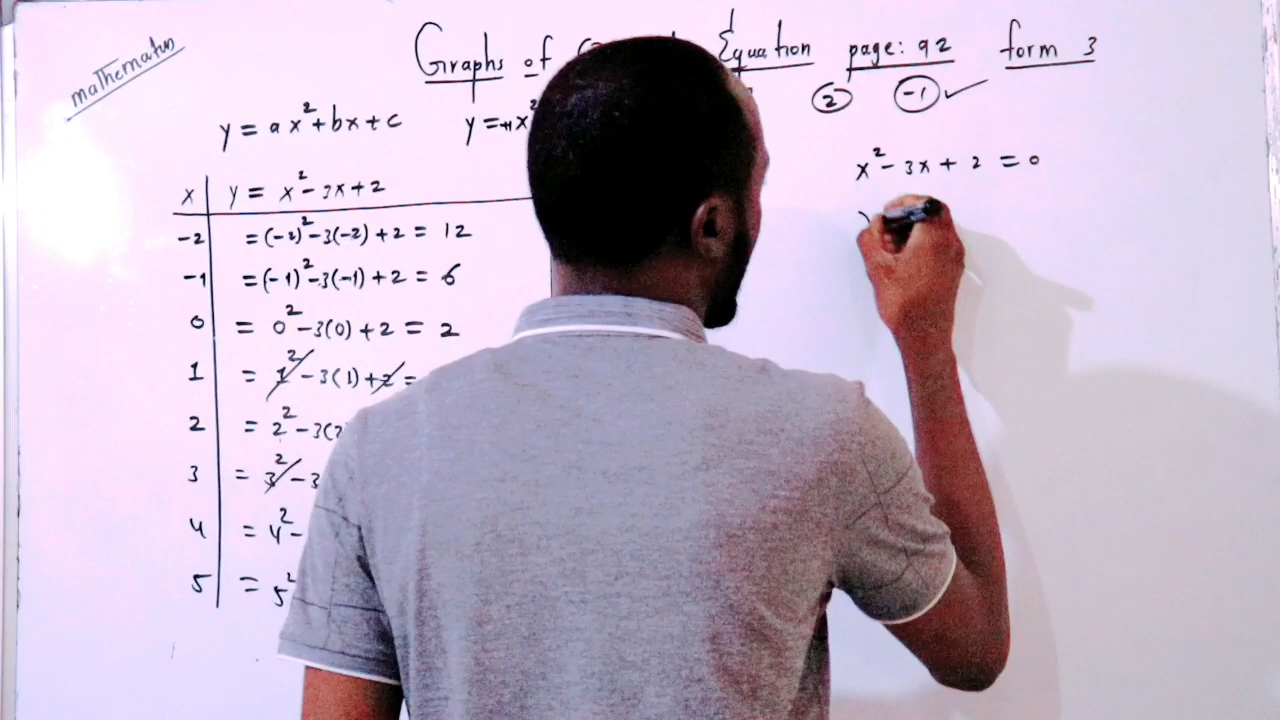 mathematics
Graphs of Equation page: 92 form 3
2 -1 ✓
y = ax²+bx+c y = +x²
x² - 3x + 2 = 0
x y = x² - 3x + 2
-2 = (-2)² - 3(-2) + 2 = 12
-1 = (-1)² - 3(-1) + 2 = 6
0 = 0² - 3(0) + 2 = 2
1 = 1² - 3(1) + 2 =
2 = 2² - 3(2
3 = 3² - 3
4 = 4² -
5 = 5²